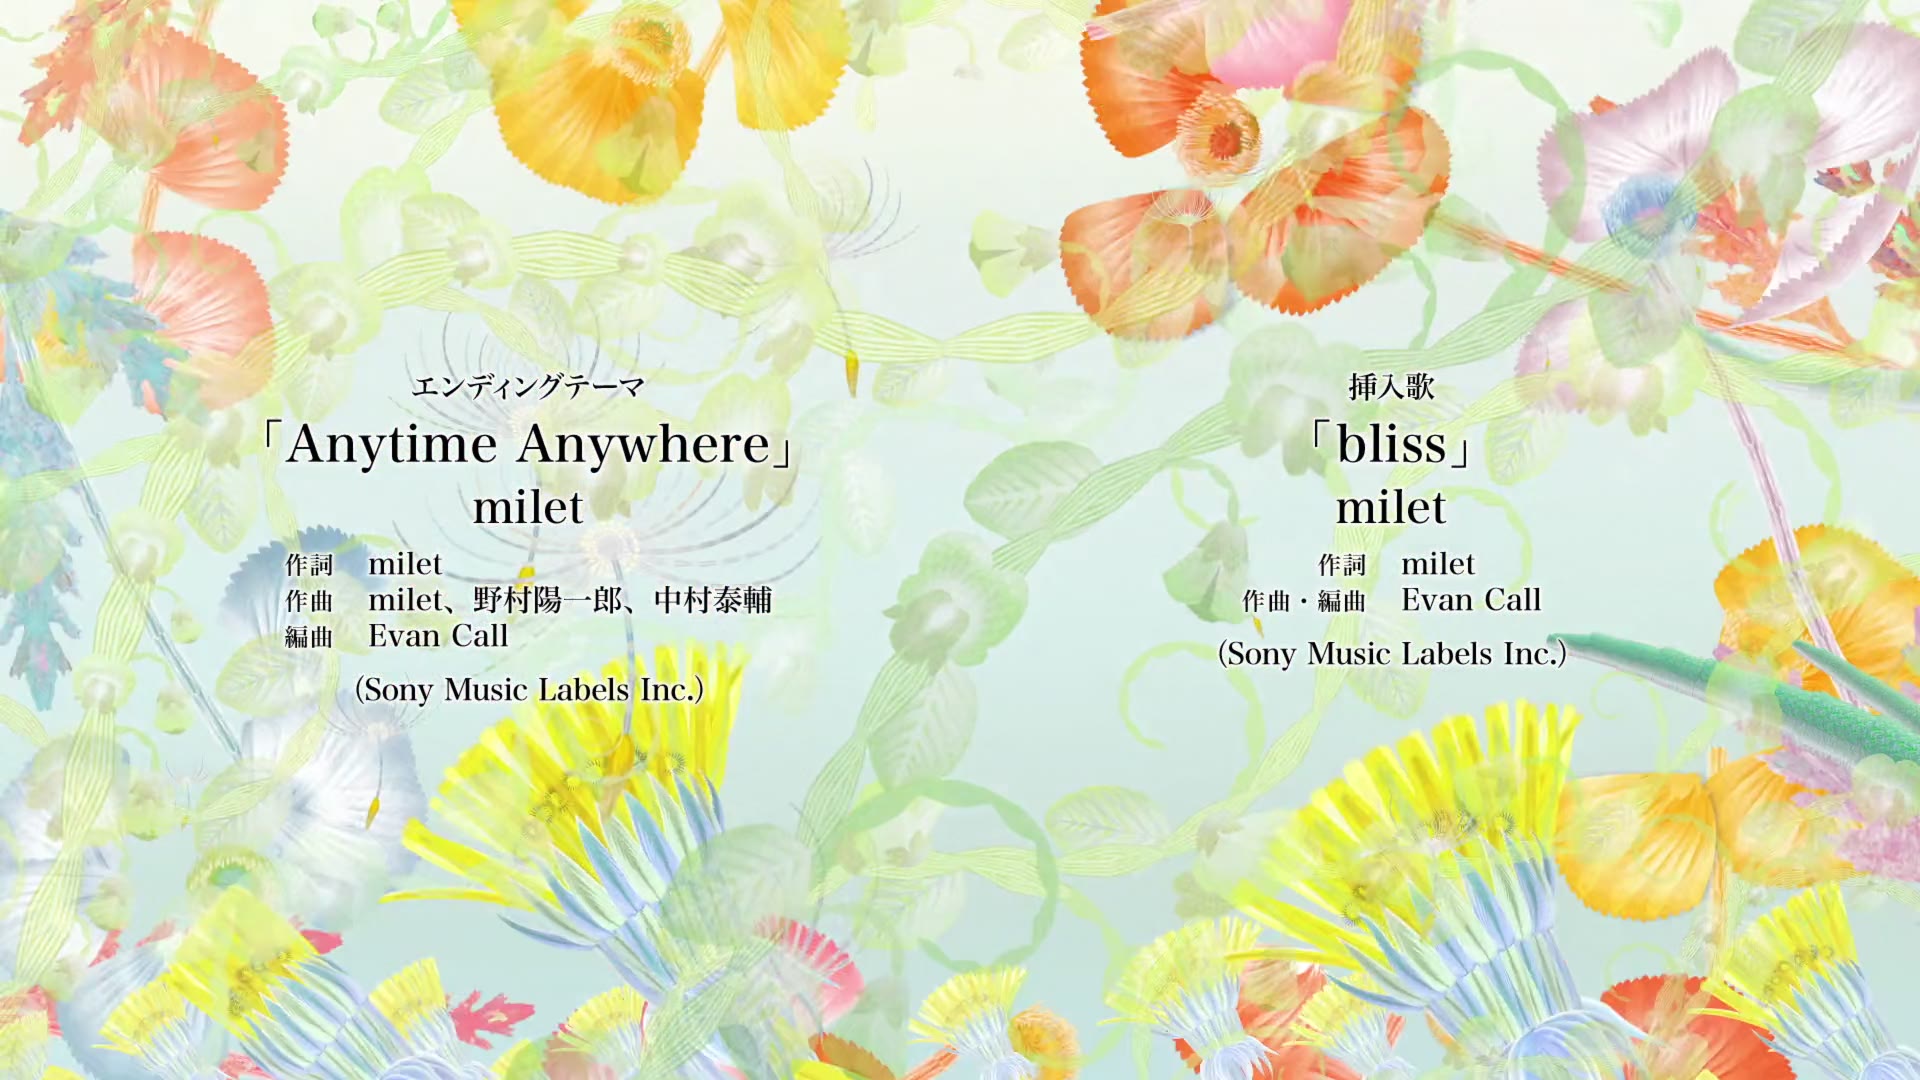 エンディングテーマ
「Anytime Anywhere」
milet
作詞 milet
作曲 milet、野村陽一郎、中村泰輔
編曲 Evan Call
(Sony Music Labels Inc.)
挿入歌
「bliss」
milet
作詞 milet
作曲・編曲 Evan Call
(Sony Music Labels Inc.)